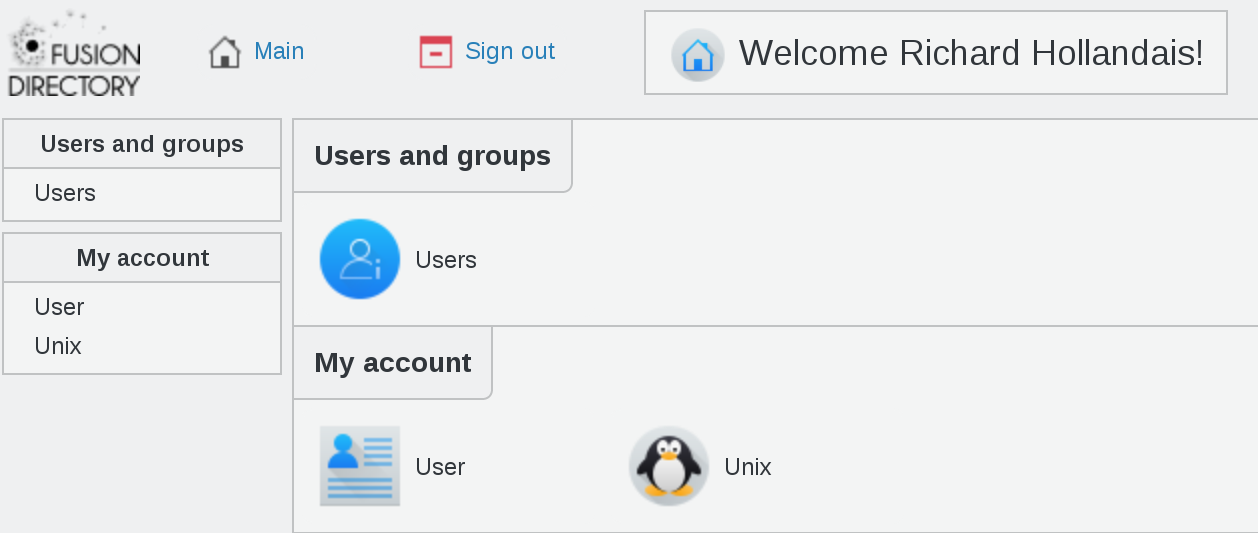 FUSION
DIRECTORY
Main
Sign out
Welcome Richard Hollandais!
Users and groups
Users
My account
User
Unix
Users and groups
Users
My account
User
Unix